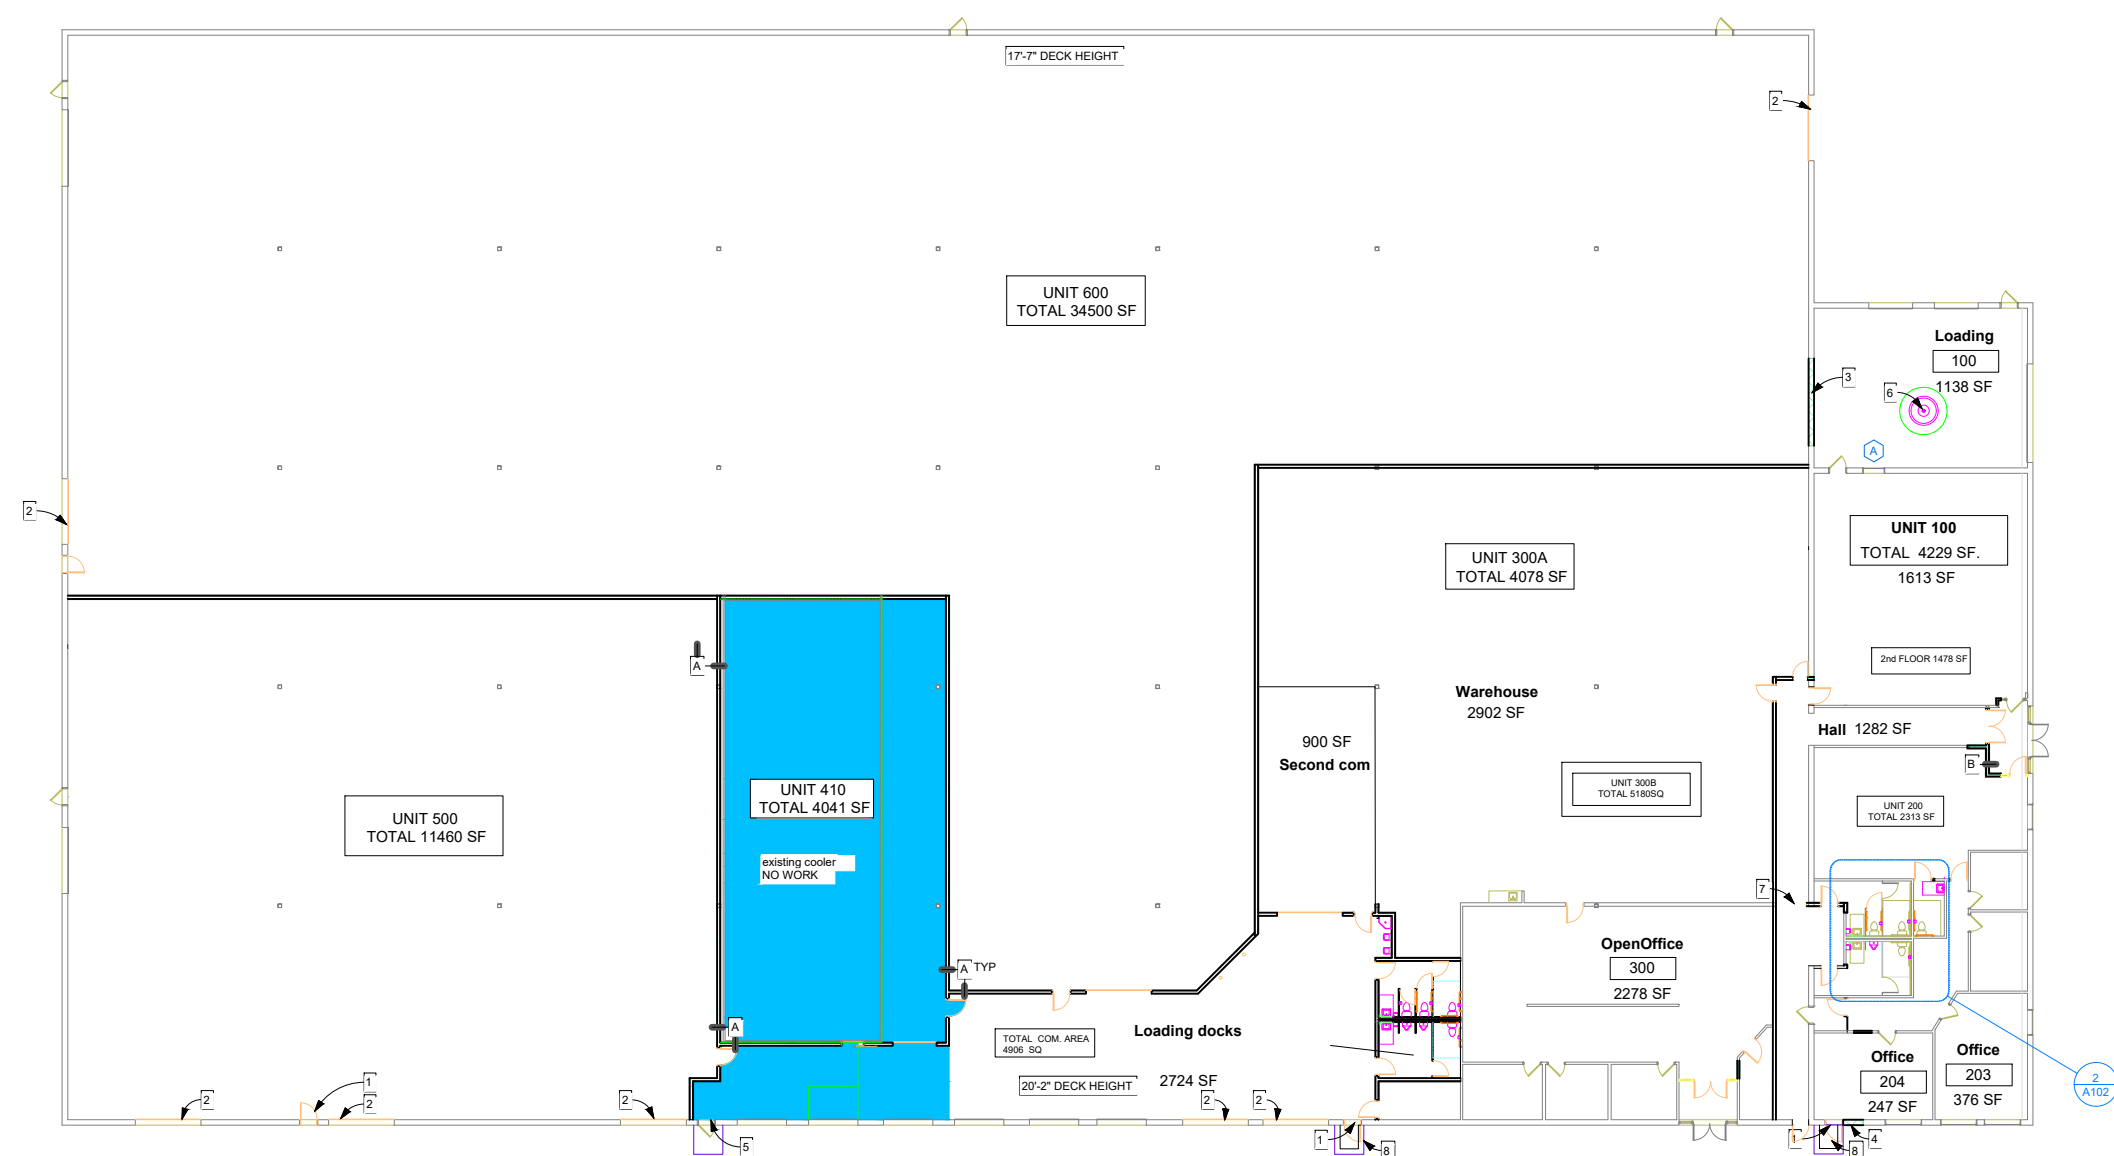 17'-7" DECK HEIGHT
2
UNIT 600
TOTAL 34500 SF
Loading
100
1138 SF
3
6
A
2
UNIT 100
TOTAL 4229 SF.
1613 SF
UNIT 300A
TOTAL 4078 SF
2nd FLOOR 1478 SF
A
Warehouse
2902 SF
Hall 1282 SF
900 SF
Second com
B
UNIT 300B
TOTAL 5180SQ
UNIT 410
TOTAL 4041 SF
UNIT 200
TOTAL 2313 SF
UNIT 500
TOTAL 11460 SF
existing cooler
NO WORK
7
OpenOffice
300
2278 SF
A TYP
A
Loading docks
TOTAL COM. AREA
4906 SQ
20'-2" DECK HEIGHT
2724 SF
Office
204
247 SF
Office
203
376 SF
2
A102
2
1
2
2
2
2
5
1
8
8
4